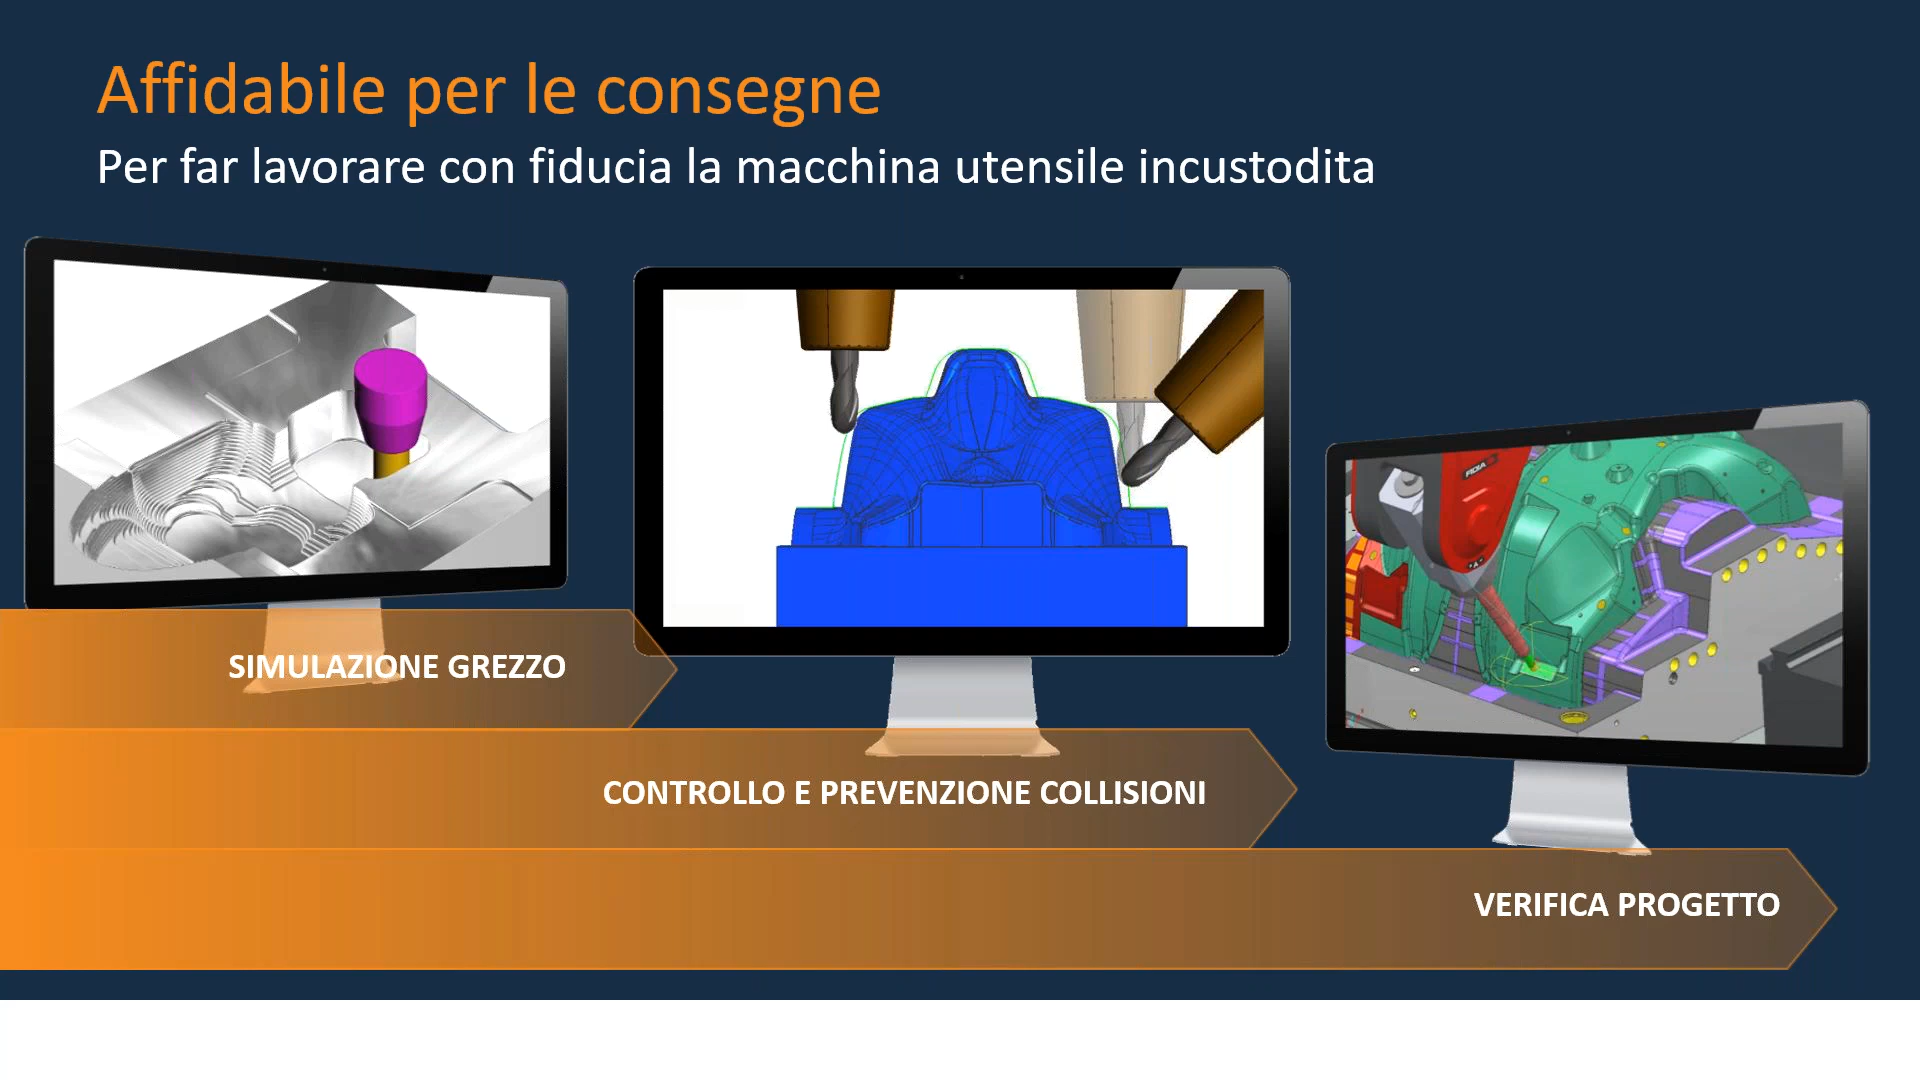 Affidabile per le consegne
Per far lavorare con fiducia la macchina utensile incustodita
FIDIA
SIMULAZIONE GREZZO
CONTROLLO E PREVENZIONE COLLISIONI
VERIFICA PROGETTO